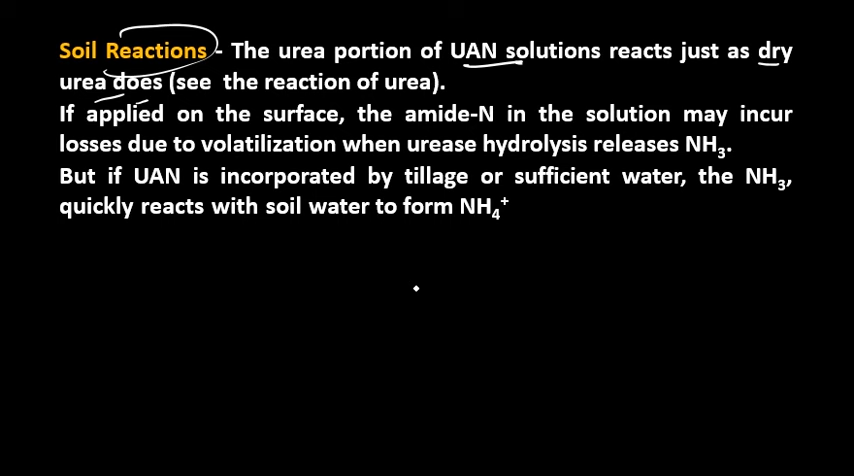 Soil Reactions - The urea portion of UAN solutions reacts just as dry
urea does (see the reaction of urea).
If applied on the surface, the amide-N in the solution may incur
losses due to volatilization when urease hydrolysis releases NH₃.
But if UAN is incorporated by tillage or sufficient water, the NH₃,
quickly reacts with soil water to form NH₄⁺